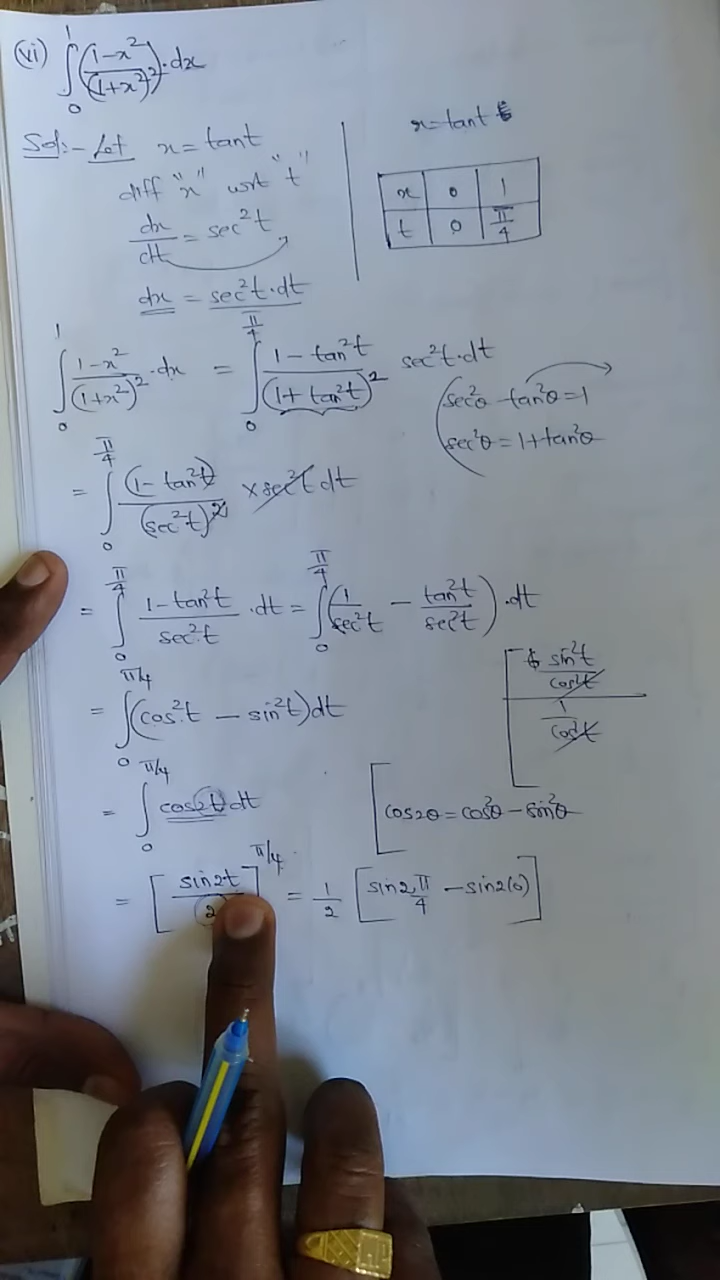 (vi) ∫₀¹ (1-x²)/(1+x²)² · dx
Sol:- Let x = tant
diff "x" wrt "t"
dx/dt = sec²t
dx = sec²t·dt
x = tant
x | 0 | 1
t | 0 | π/4
∫₀¹ 1-x²/(1+x²)² · dx = ∫₀^(π/4) 1 - tan²t/(1 + tan²t)² sec²t·dt
sec²θ - tan²θ = 1
sec²θ = 1 + tan²θ
= ∫₀^(π/4) (1 - tan²t)/(sec²t)² × sec²t dt
= ∫₀^(π/4) 1 - tan²t/sec²t · dt = ∫₀^(π/4) (1/sec²t - tan²t/sec²t) · dt
sin²t/cos²t
1/cos²t
= ∫₀^(π/4) (cos²t - sin²t) dt
= ∫₀^(π/4) cos2t dt
[cos2θ = cos²θ - sin²θ
= [sin2t/2]^(π/4) = 1/2 [sin2·π/4 - sin2(0)]